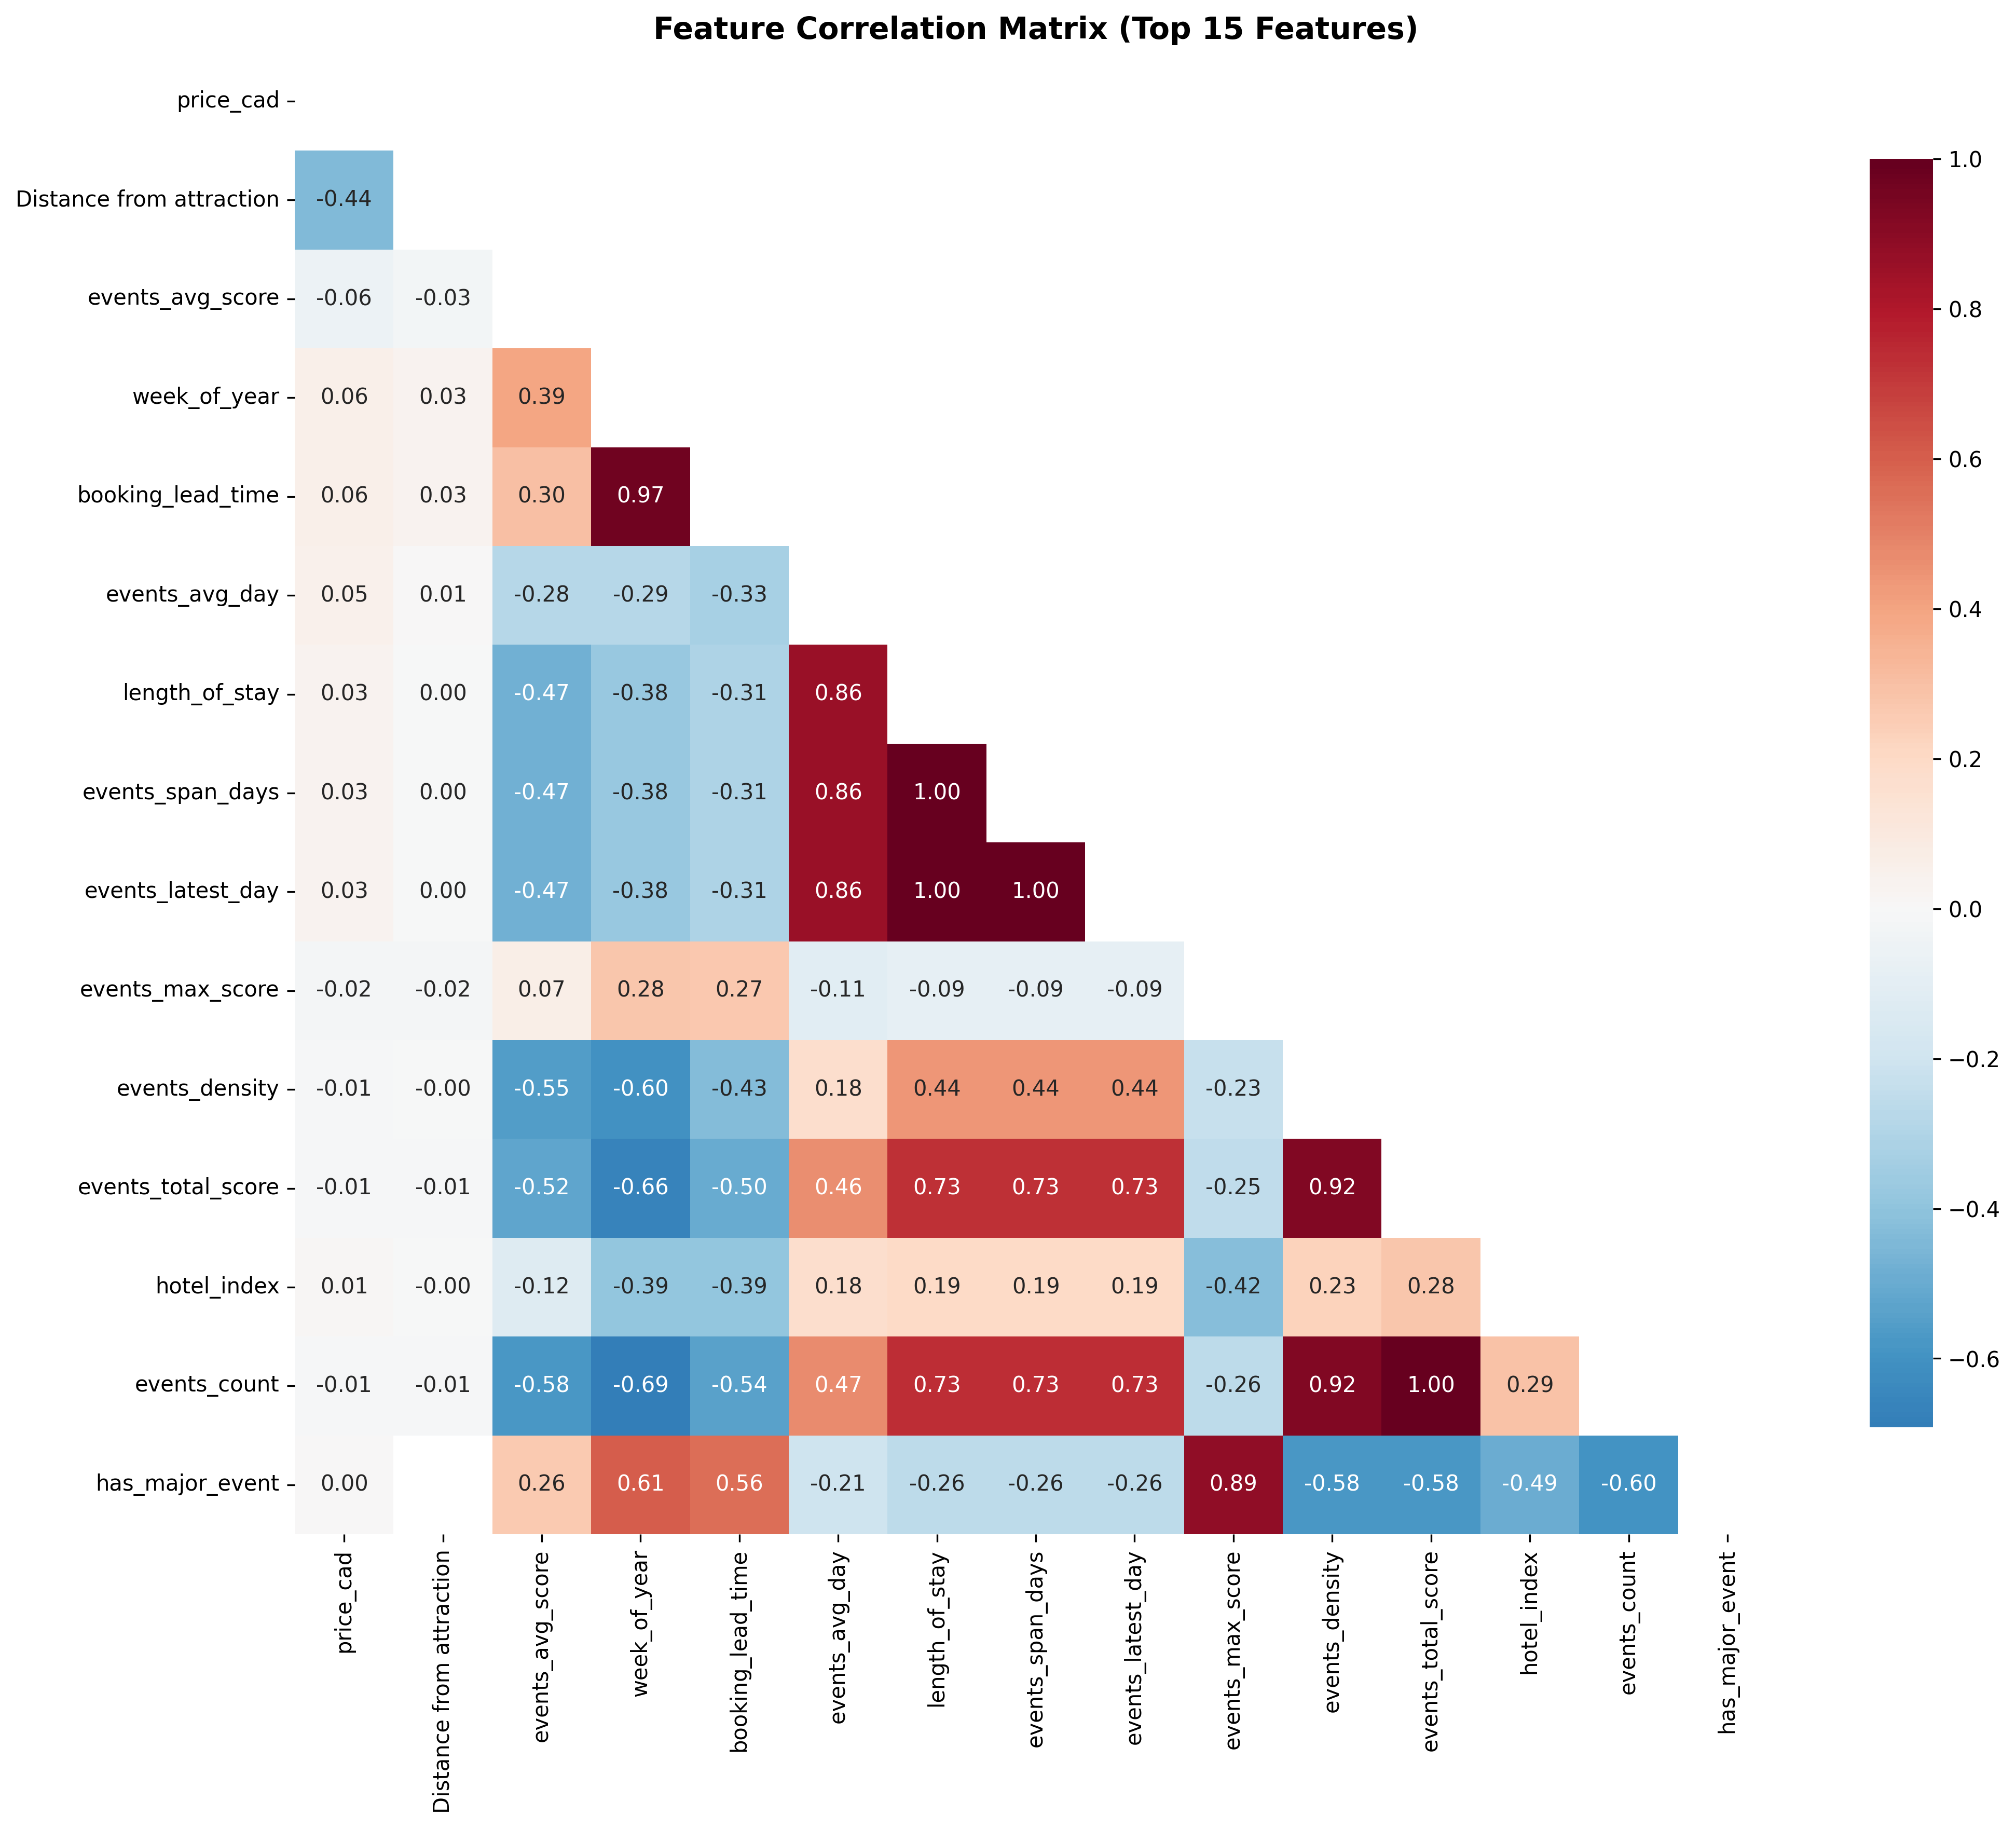 Feature Correlation Matrix (Top 15 Features)
price_cad
Distance from attraction -0.44
events_avg_score -0.06 -0.03
week_of_year 0.06 0.03 0.39
booking_lead_time 0.06 0.03 0.30 0.97
events_avg_day 0.05 0.01 -0.28 -0.29 -0.33
length_of_stay 0.03 0.00 -0.47 -0.38 -0.31 0.86
events_span_days 0.03 0.00 -0.47 -0.38 -0.31 0.86 1.00
events_latest_day 0.03 0.00 -0.47 -0.38 -0.31 0.86 1.00 1.00
events_max_score -0.02 -0.02 0.07 0.28 0.27 -0.11 -0.09 -0.09 -0.09
events_density -0.01 -0.00 -0.55 -0.60 -0.43 0.18 0.44 0.44 0.44 -0.23
events_total_score -0.01 -0.01 -0.52 -0.66 -0.50 0.46 0.73 0.73 0.73 -0.25 0.92
hotel_index 0.01 -0.00 -0.12 -0.39 -0.39 0.18 0.19 0.19 0.19 -0.42 0.23 0.28
events_count -0.01 -0.01 -0.58 -0.69 -0.54 0.47 0.73 0.73 0.73 -0.26 0.92 1.00 0.29
has_major_event 0.00 0.26 0.61 0.56 -0.21 -0.26 -0.26 -0.26 0.89 -0.58 -0.58 -0.49 -0.60
price_cad
Distance from attraction
events_avg_score
week_of_year
booking_lead_time
events_avg_day
length_of_stay
events_span_days
events_latest_day
events_max_score
events_density
events_total_score
hotel_index
events_count
has_major_event
1.0
0.8
0.6
0.4
0.2
0.0
−0.2
−0.4
−0.6